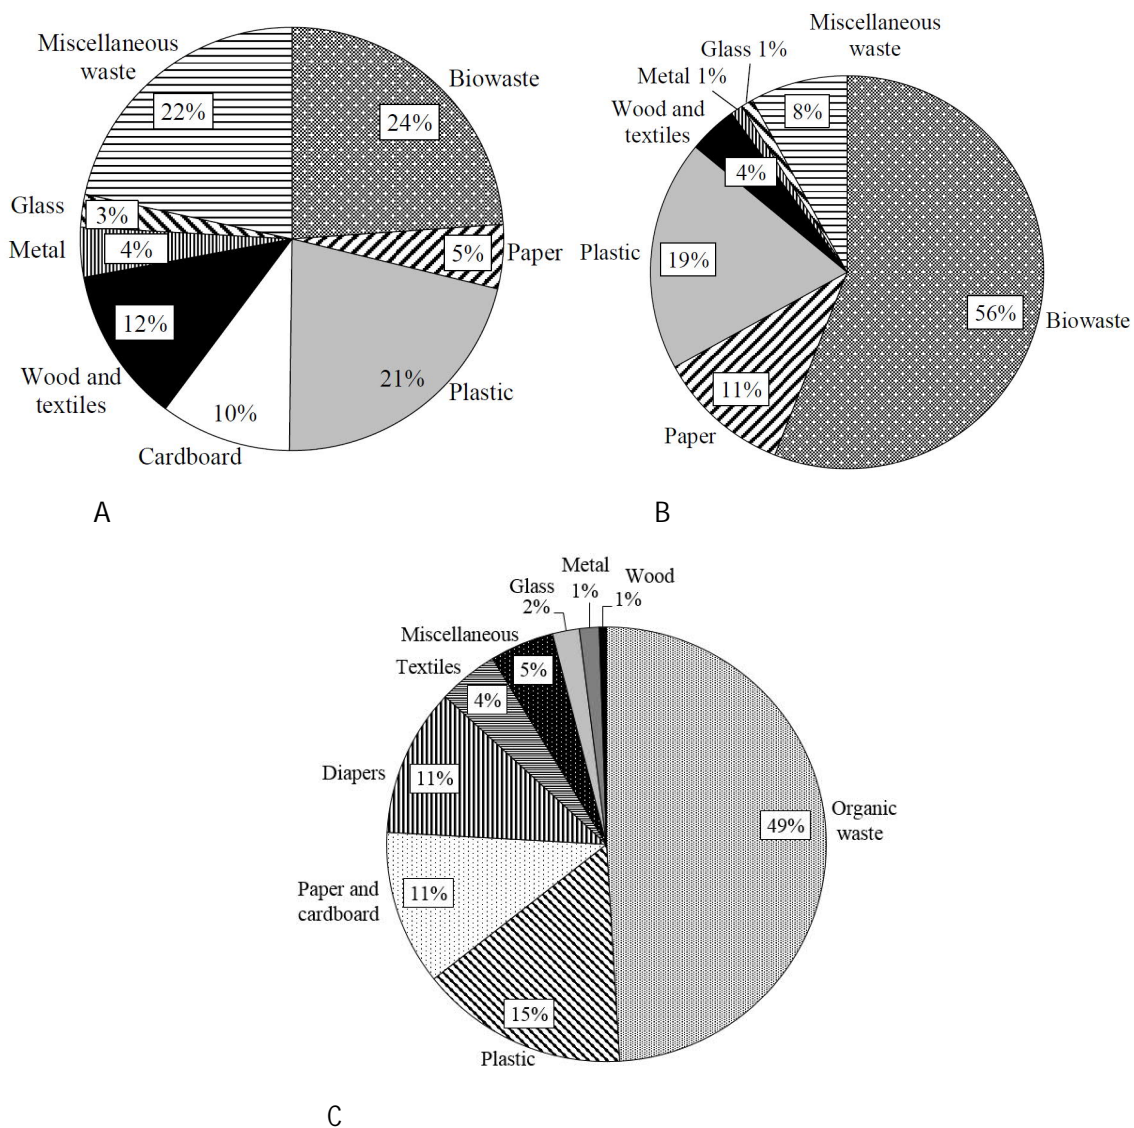 Miscellaneous
waste
22%
Biowaste
24%
Glass
3%
Metal
4%
5%
Paper
12%
Wood and
textiles
21%
Plastic
10%
Cardboard
A
Miscellaneous
waste
Glass 1%
Metal 1%
8%
Wood and
textiles
4%
Plastic
19%
56%
Biowaste
11%
Paper
B
Metal
1%
Wood
1%
Glass
2%
Miscellaneous
5%
Textiles
4%
Diapers
11%
Organic
waste
49%
Paper and
cardboard
11%
15%
Plastic
C